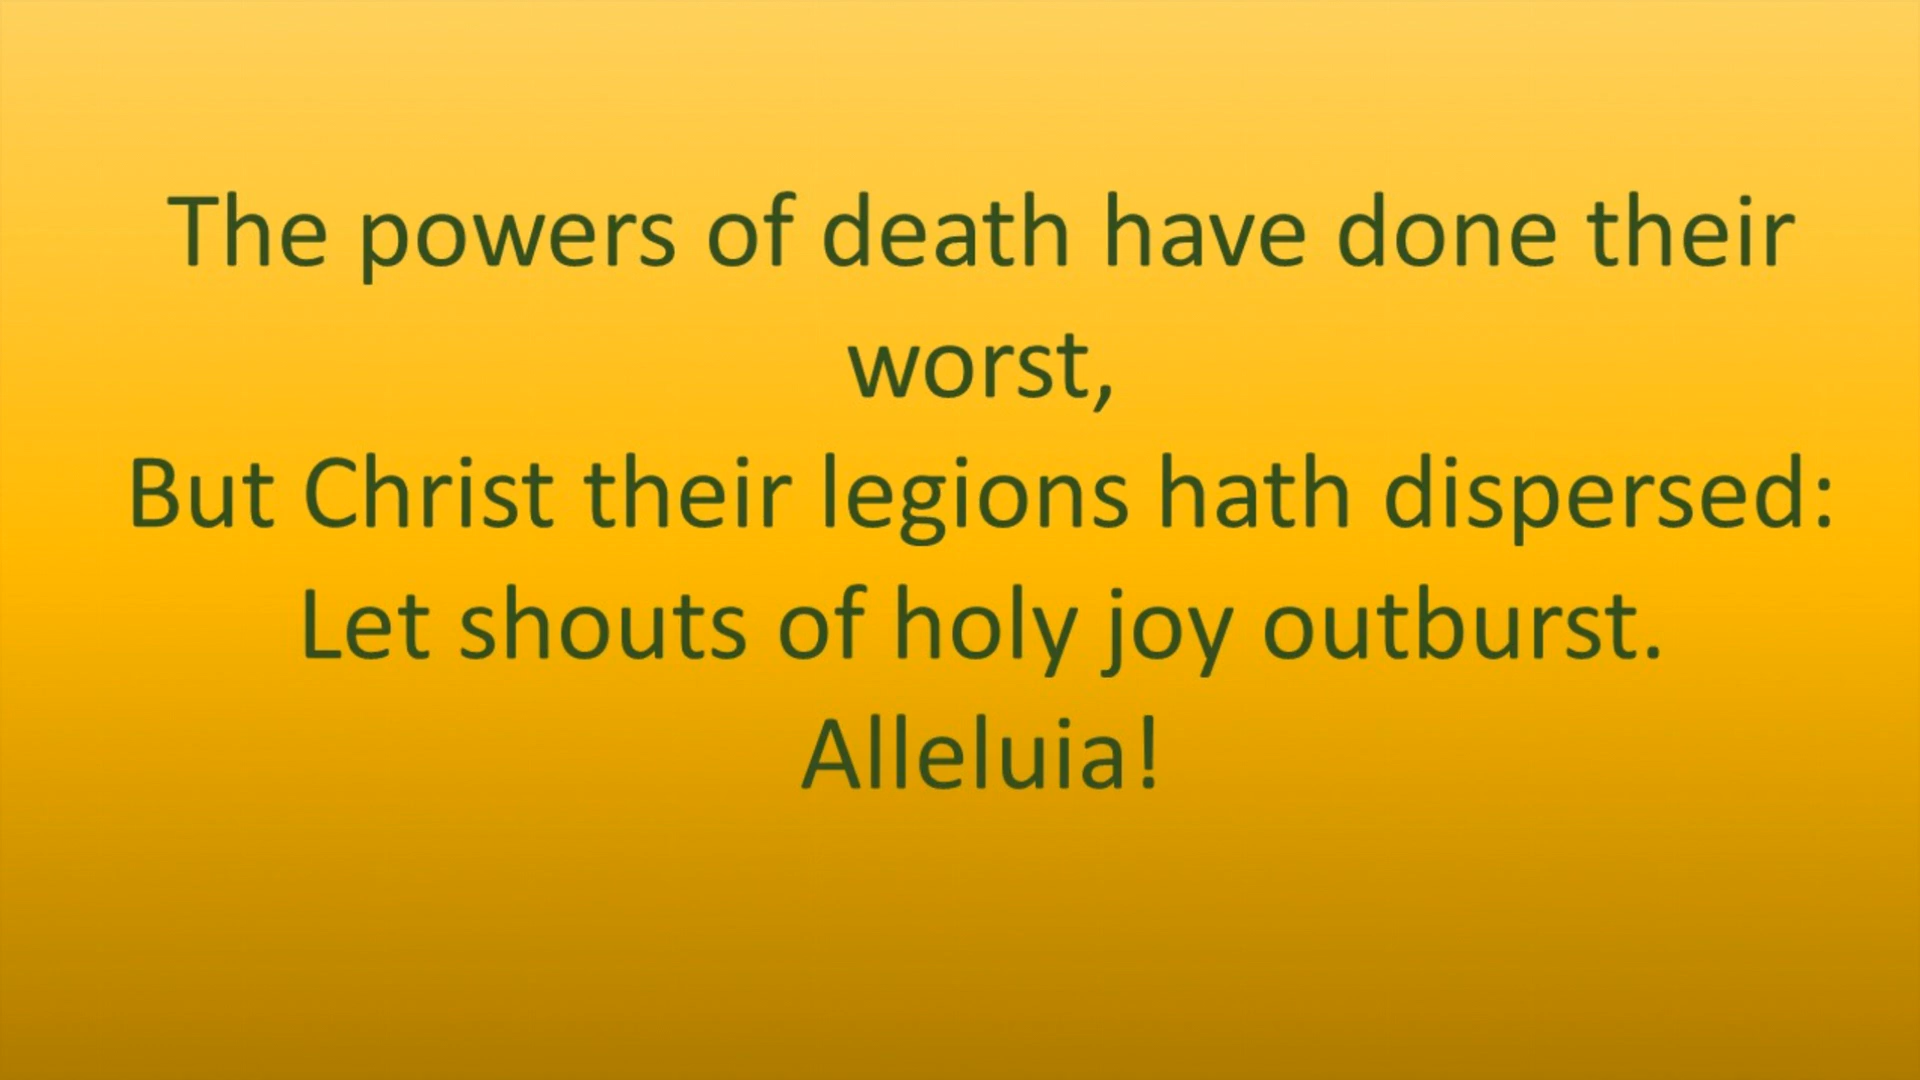 The powers of death have done their
worst,
But Christ their legions hath dispersed:
Let shouts of holy joy outburst.
Alleluia!